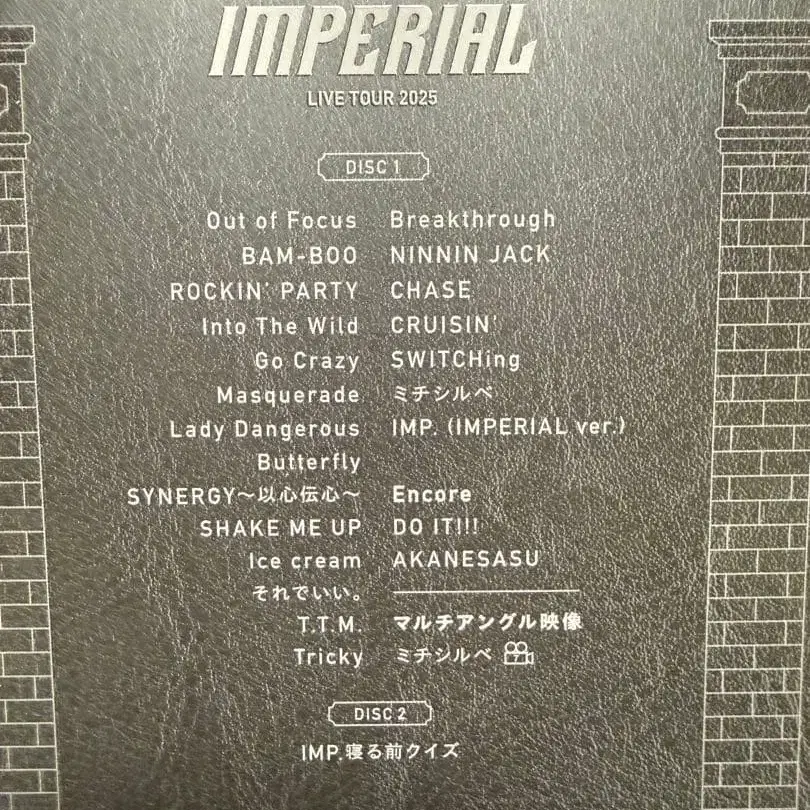 IMPERIAL
LIVE TOUR 2025
DISC 1
Out of Focus
BAM-BOO
ROCKIN' PARTY
Into The Wild
Go Crazy
Masquerade
Lady Dangerous
Butterfly
SYNERGY〜以心伝心〜
SHAKE ME UP
Ice cream
それでいい。
T.T.M.
Tricky
Breakthrough
NINNIN JACK
CHASE
CRUISIN'
SWITCHing
ミチシルベ
IMP. (IMPERIAL ver.)
Encore
DO IT!!!
AKANESASU
マルチアングル映像
ミチシルベ
DISC 2
IMP.寝る前クイズ